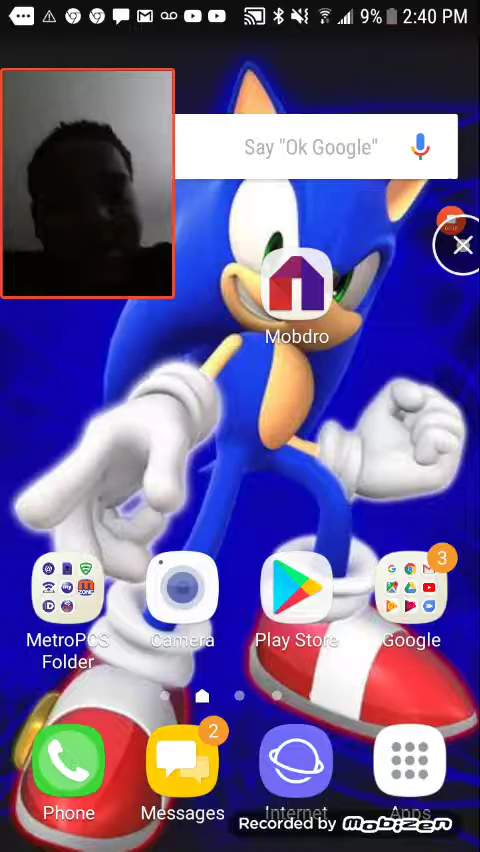 9% 2:40 PM
Say "Ok Google"
Mobdro
MetroPCS
Folder
Camera
Play Store
3
Google
2
Phone
Messages
Internet
Apps
Recorded by mobizen